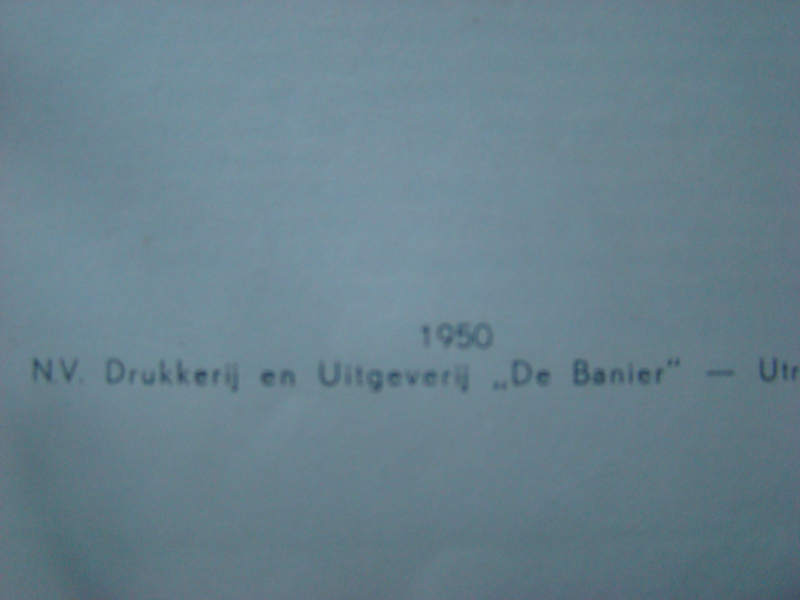 1950
N.V. Drukkerij en Uitgeverij „De Banier” — Utr